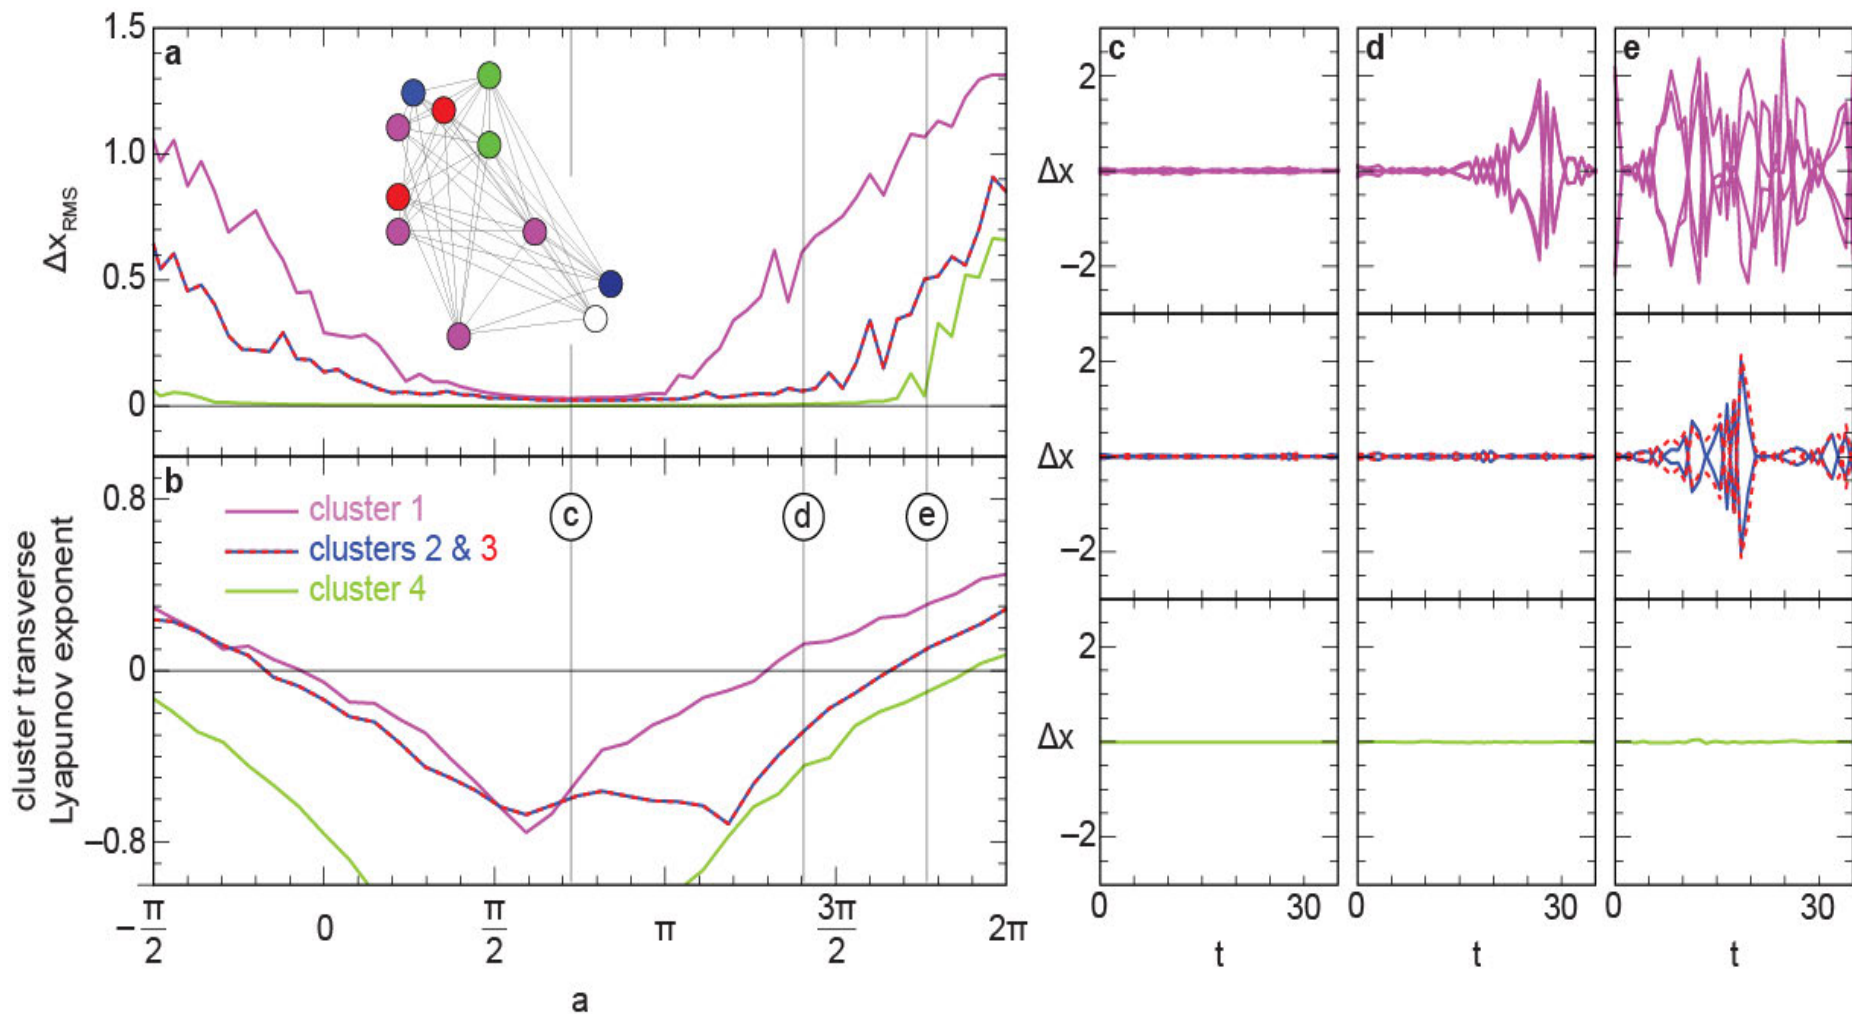 a
1.5
1.0
0.5
0
Δx_RMS
b
0.8
0
−0.8
cluster transverse
Lyapunov exponent
cluster 1
clusters 2 & 3
cluster 4
c
d
e
−π/2
0
π/2
π
3π/2
2π
a
c
d
e
2
Δx
−2
2
Δx
−2
2
Δx
−2
0
30
0
30
0
30
t
t
t